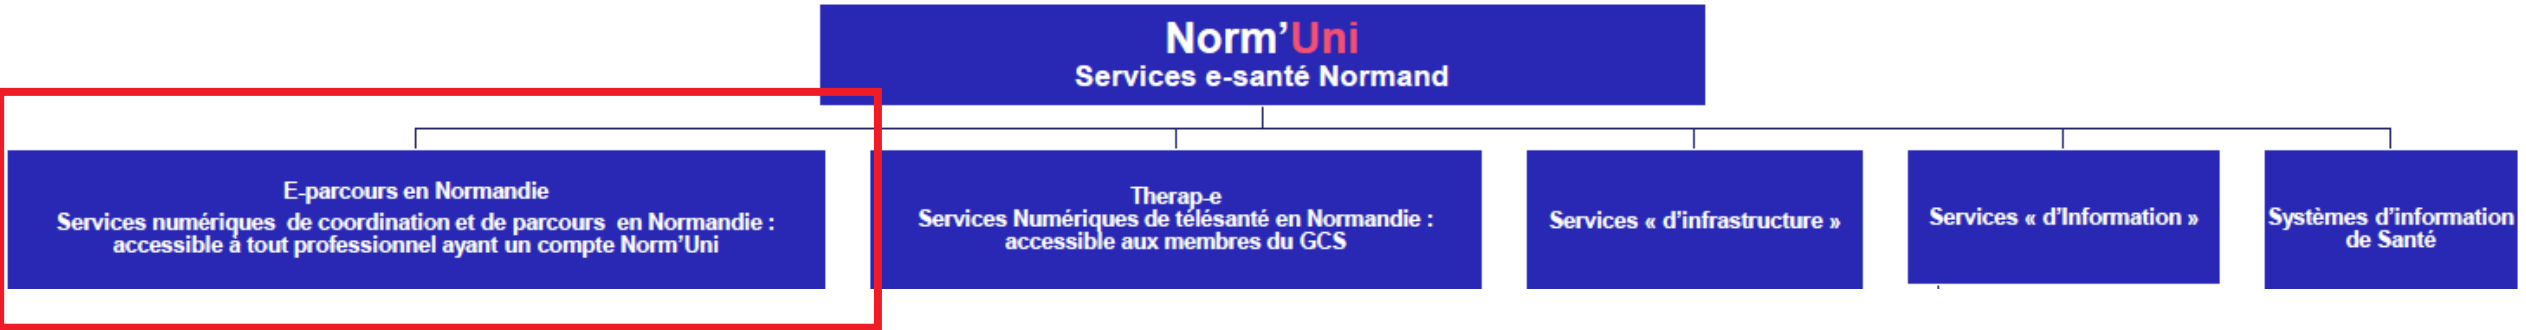 Norm’Uni
Services e-santé Normand
E-parcours en Normandie
Services numériques de coordination et de parcours en Normandie :
accessible à tout professionnel ayant un compte Norm’Uni
Therap-e
Services Numériques de télésanté en Normandie :
accessible aux membres du GCS
Services « d’infrastructure »
Services « d’Information »
Systèmes d’information
de Santé